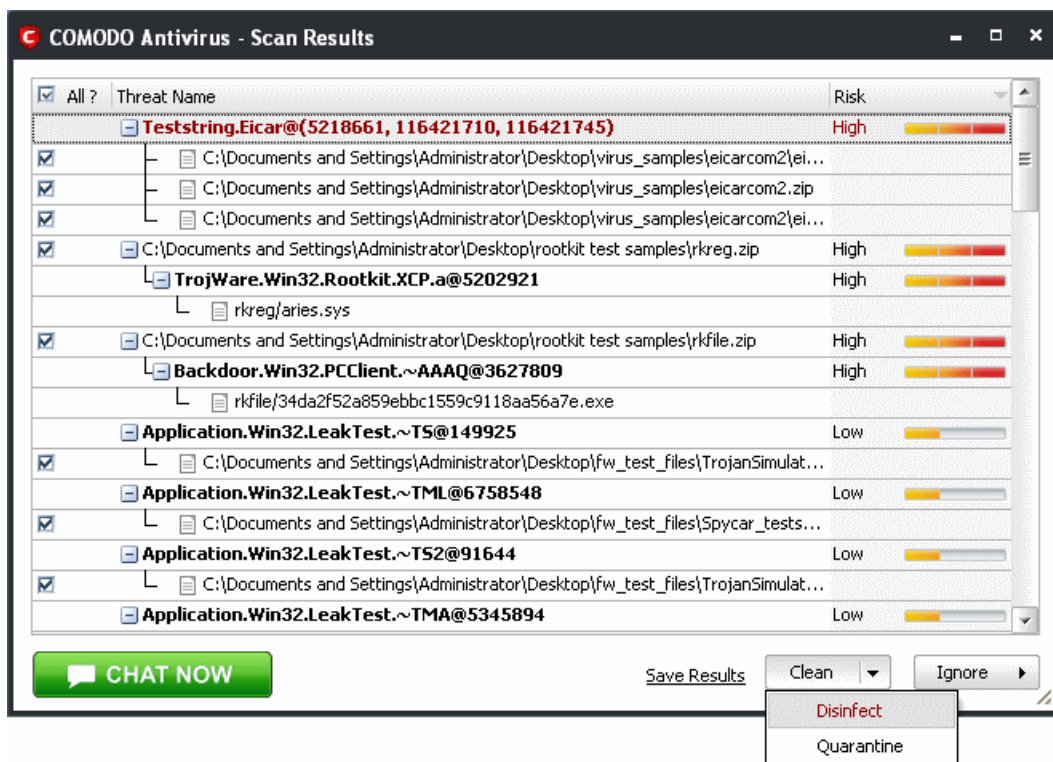 COMODO Antivirus - Scan Results
All ? Threat Name Risk
Teststring.Eicar@(5218661, 116421710, 116421745) High
C:\Documents and Settings\Administrator\Desktop\virus_samples\eicarcom2\ei...
C:\Documents and Settings\Administrator\Desktop\virus_samples\eicarcom2.zip
C:\Documents and Settings\Administrator\Desktop\virus_samples\eicarcom2\ei...
C:\Documents and Settings\Administrator\Desktop\rootkit test samples\rkreg.zip High
TrojWare.Win32.Rootkit.XCP.a@5202921 High
rkreg/aries.sys
C:\Documents and Settings\Administrator\Desktop\rootkit test samples\rkfile.zip High
Backdoor.Win32.PCClient.~AAAQ@3627809 High
rkfile/34da2f52a859ebbc1559c9118aa56a7e.exe
Application.Win32.LeakTest.~TS@149925 Low
C:\Documents and Settings\Administrator\Desktop\fw_test_files\TrojanSimulat...
Application.Win32.LeakTest.~TML@6758548 Low
C:\Documents and Settings\Administrator\Desktop\fw_test_files\Spycar_tests...
Application.Win32.LeakTest.~TS2@91644 Low
C:\Documents and Settings\Administrator\Desktop\fw_test_files\TrojanSimulat...
Application.Win32.LeakTest.~TMA@5345894 Low
CHAT NOW Save Results Clean Ignore
Disinfect
Quarantine